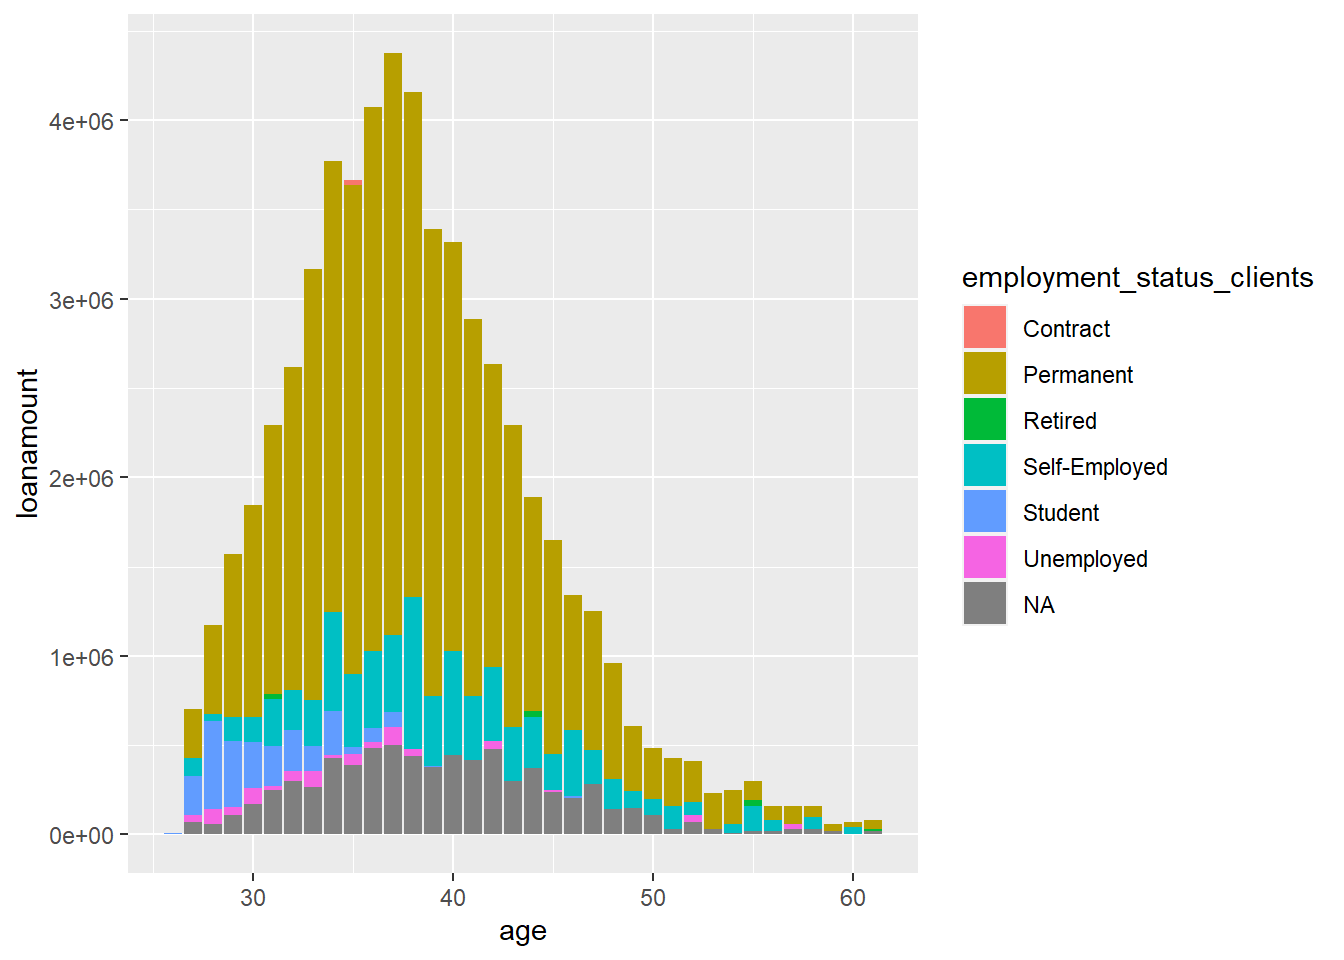 4e+06
3e+06
2e+06
1e+06
0e+00
loanamount
30 40 50 60
age
employment_status_clients
Contract
Permanent
Retired
Self-Employed
Student
Unemployed
NA